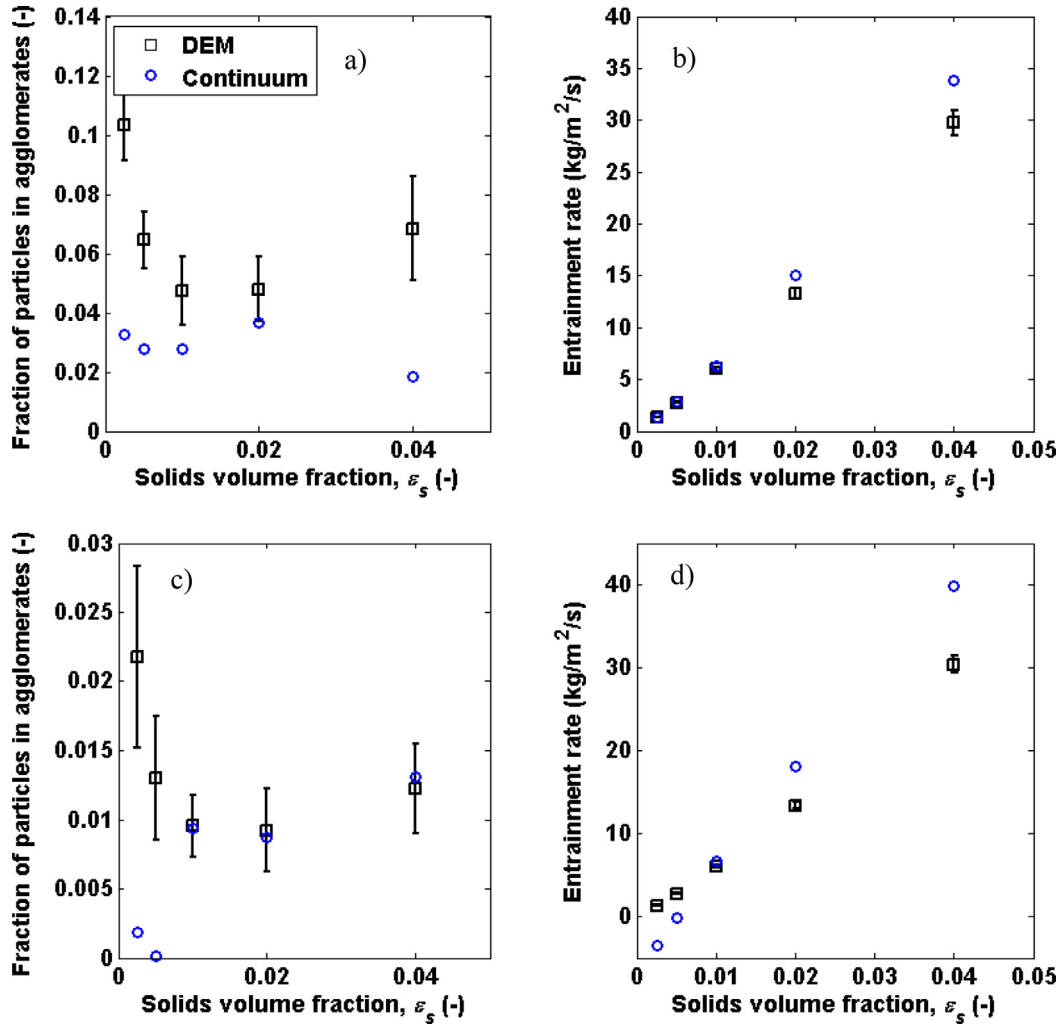 0.14
0.12
0.1
0.08
0.06
0.04
0.02
0
DEM
Continuum
a)
Fraction of particles in agglomerates (-)
0 0.02 0.04
Solids volume fraction, εs (-)
40
35
30
25
20
15
10
5
0
b)
Entrainment rate (kg/m²/s)
0 0.01 0.02 0.03 0.04 0.05
Solids volume fraction, εs (-)
0.03
0.025
0.02
0.015
0.01
0.005
0
c)
Fraction of particles in agglomerates (-)
0 0.02 0.04
Solids volume fraction, εs (-)
40
30
20
10
0
d)
Entrainment rate (kg/m²/s)
0 0.01 0.02 0.03 0.04 0.05
Solids volume fraction, εs (-)